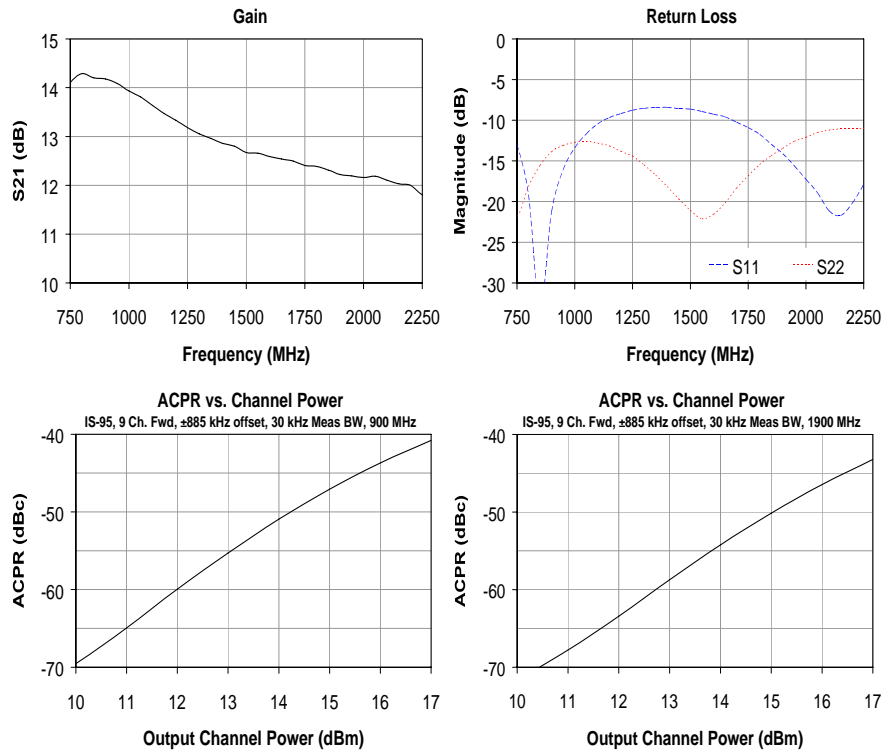 Gain
S21 (dB)
15
14
13
12
11
10
750 1000 1250 1500 1750 2000 2250
Frequency (MHz)
Return Loss
Magnitude (dB)
0
-5
-10
-15
-20
-25
-30
S11 S22
750 1000 1250 1500 1750 2000 2250
Frequency (MHz)
ACPR vs. Channel Power
IS-95, 9 Ch. Fwd, ±885 kHz offset, 30 kHz Meas BW, 900 MHz
ACPR (dBc)
-40
-50
-60
-70
10 11 12 13 14 15 16 17
Output Channel Power (dBm)
ACPR vs. Channel Power
IS-95, 9 Ch. Fwd, ±885 kHz offset, 30 kHz Meas BW, 1900 MHz
ACPR (dBc)
-40
-50
-60
-70
10 11 12 13 14 15 16 17
Output Channel Power (dBm)